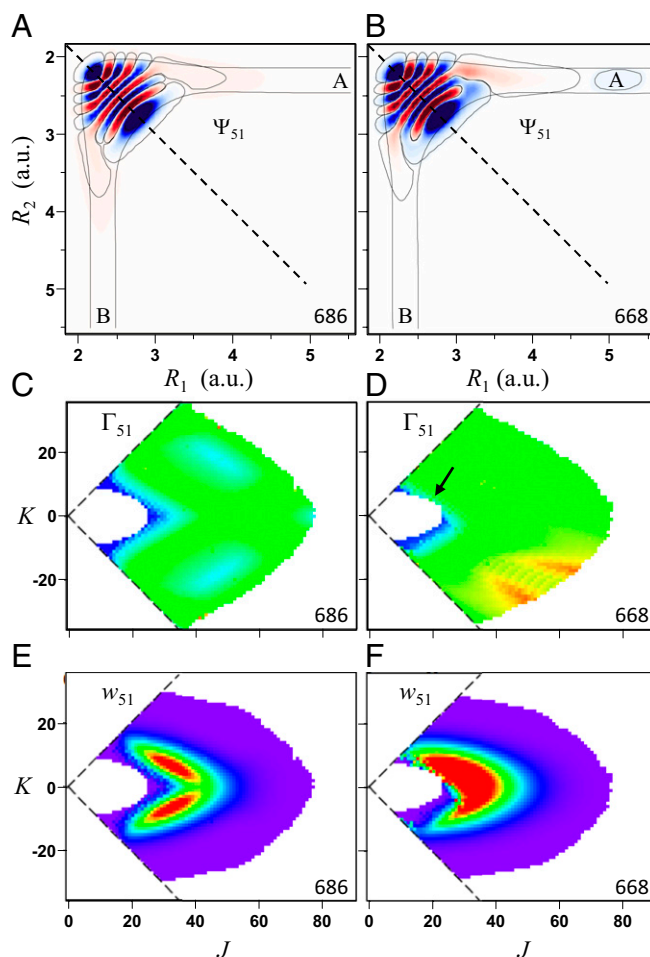 A B
2
3
4
5
R₂ (a.u.)
A
Ψ₅₁
B
686
2 3 4 5
R₁ (a.u.)
A
Ψ₅₁
B
668
2 3 4 5
R₁ (a.u.)
C D
Γ₅₁
20
0
-20
K
686
Γ₅₁
668
E F
w₅₁
20
0
-20
K
686
0 20 40 60 80
J
w₅₁
668
0 20 40 60 80
J